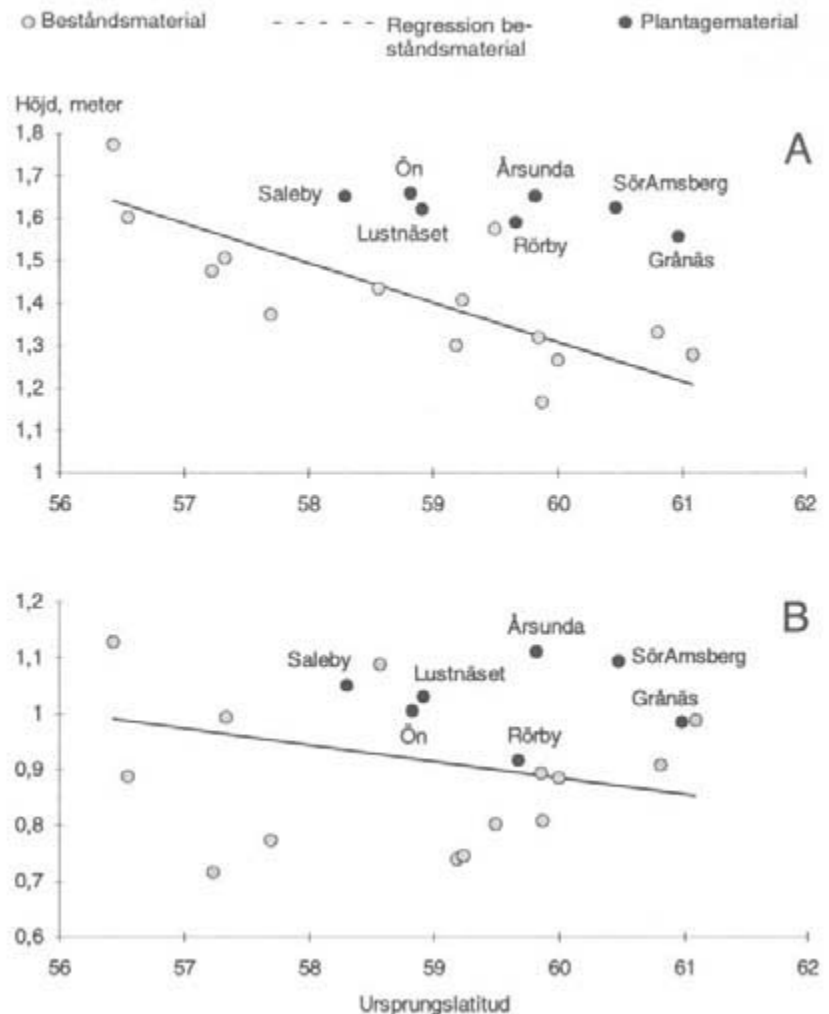 Beståndsmaterial
Regression be-
ståndsmaterial
Plantagematerial
Höjd, meter
A
1,8
1,7
1,6
1,5
1,4
1,3
1,2
1,1
1
Saleby
Ön
Lustnäset
Årsunda
Rörby
SörAmsberg
Grånäs
56 57 58 59 60 61 62
B
1,2
1,1
1
0,9
0,8
0,7
0,6
Saleby
Lustnäset
Ön
Årsunda
Rörby
SörAmsberg
Grånäs
56 57 58 59 60 61 62
Ursprungslatitud